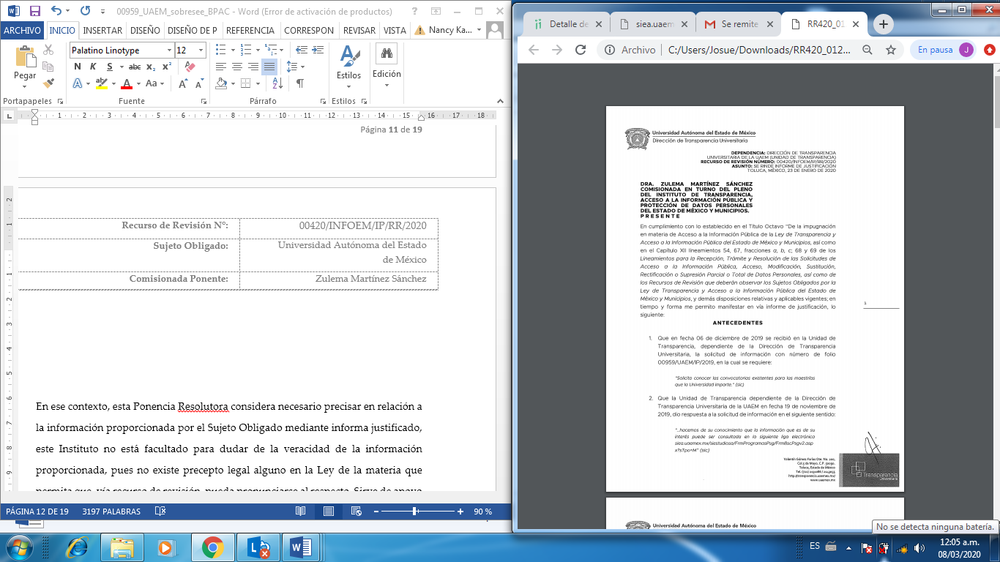 00959_UAEM_sobresee_BPAC - Word (Error de activación de productos)
ARCHIVO INICIO INSERTAR DISEÑO DISEÑO DE P REFERENCIA CORRESPON REVISAR VISTA Nancy Ka...
Pegar
Palatino Linotype 12
N K S abc x₂ x²
A A Aa A A
Estilos
Edición
Portapapeles Fuente Párrafo Estilos
1 2 3 4 5 6 7 8 9 10 11 12 13 14 15 16 17 18
Página 11 de 19
Recurso de Revisión N°: 00420/INFOEM/IP/RR/2020
Sujeto Obligado: Universidad Autónoma del Estado
de México
Comisionada Ponente: Zulema Martínez Sánchez
En ese contexto, esta Ponencia Resolutora considera necesario precisar en relación a
la información proporcionada por el Sujeto Obligado mediante informa justificado,
este Instituto no está facultado para dudar de la veracidad de la información
proporcionada, pues no existe precepto legal alguno en la Ley de la materia que
permita que, vía recurso de revisión, pueda pronunciarse al respecto. Sirve de apoyo
PÁGINA 12 DE 19 3197 PALABRAS 90 %
Detalle de siea.uaem Se remite RR420_01
Archivo C:/Users/Josue/Downloads/RR420_012... En pausa J
Universidad Autónoma del Estado de México
Dirección de Transparencia Universitaria
DEPENDENCIA: DIRECCIÓN DE TRANSPARENCIA
UNIVERSITARIA DE LA UAEM (UNIDAD DE TRANSPARENCIA)
RECURSO DE REVISIÓN NÚMERO: 00420/INFOEM/IP/RR/2020
ASUNTO: SE RINDE INFORME DE JUSTIFICACIÓN
TOLUCA, MÉXICO, 23 DE ENERO DE 2020
DRA. ZULEMA MARTÍNEZ SÁNCHEZ
COMISIONADA EN TURNO DEL PLENO
DEL INSTITUTO DE TRANSPARENCIA,
ACCESO A LA INFORMACIÓN PÚBLICA Y
PROTECCIÓN DE DATOS PERSONALES
DEL ESTADO DE MÉXICO Y MUNICIPIOS.
P R E S E N T E
En cumplimiento con lo establecido en el Título Octavo "De la impugnación
en materia de Acceso a la Información Pública de la Ley de Transparencia y
Acceso a la Información Pública del Estado de México y Municipios, así como
en el Capítulo XII lineamientos 54, 67, fracciones a, b, c; 68 y 69 de los
Lineamientos para la Recepción, Trámite y Resolución de las Solicitudes de
Acceso a la Información Pública, Acceso, Modificación, Sustitución,
Rectificación o Supresión Parcial o Total de Datos Personales, así como de
los Recursos de Revisión que deberán observar los Sujetos Obligados por la
Ley de Transparencia y Acceso a la Información Pública del Estado de
México y Municipios, y demás disposiciones relativas y aplicables vigentes; en
tiempo y forma me permito manifestar en vía informe de justificación, lo
siguiente:
1
ANTECEDENTES
1. Que en fecha 06 de diciembre de 2019 se recibió en la Unidad de
Transparencia, dependiente de la Dirección de Transparencia
Universitaria, la solicitud de información con número de folio
00959/UAEM/IP/2019, en la cual se requiere:
"Solicito conocer las convocatorias existentes para las maestrías
que la Universidad imparte." (sic)
2. Que la Unidad de Transparencia dependiente de la Dirección de
Transparencia Universitaria de la UAEM en fecha 19 de noviembre de
2019, dio respuesta a la solicitud de información en el siguiente sentido:
"...hacemos de su conocimiento que la información que es de su
interés puede ser consultada en la siguiente liga electrónica
siea.uaemex.mx/siestudiosa/FrmProgramasPsg/FrmBscPsgv2.asp
x?sTpo=M" (sic)
Toluca, Estado de México
http://transparencia.uaemex.mx/
www.uaemex.mx
Transparencia
Universitaria
Universidad Autónoma del Estado de México
No se detecta ninguna batería.
ES 12:05 a.m.
08/03/2020